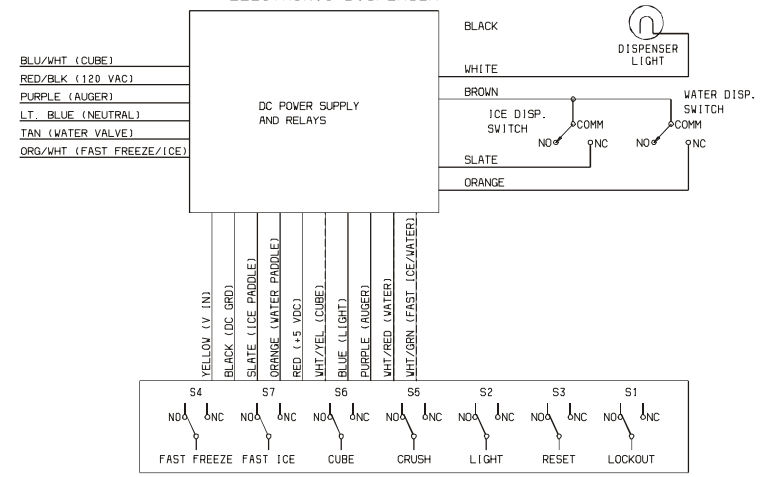 BLACK
DISPENSER
LIGHT
BLU/WHT (CUBE)
RED/BLK (120 VAC)
PURPLE (AUGER)
LT. BLUE (NEUTRAL)
TAN (WATER VALVE)
ORG/WHT (FAST FREEZE/ICE)
DC POWER SUPPLY
AND RELAYS
WHITE
BROWN
ICE DISP.
SWITCH
WATER DISP.
SWITCH
COMM
COMM
NO
NC
NO
NC
SLATE
ORANGE
YELLOW (V IN)
BLACK (DC GRD)
SLATE (ICE PADDLE)
ORANGE (WATER PADDLE)
RED (+5 VDC)
WHT/YEL (CUBE)
BLUE (LIGHT)
PURPLE (AUGER)
WHT/RED (WATER)
WHT/GRN (FAST ICE/WATER)
S4 S7 S6 S5 S2 S3 S1
NO NC NO NC NO NC NO NC NO NC NO NC NO NC
FAST FREEZE FAST ICE CUBE CRUSH LIGHT RESET LOCKOUT